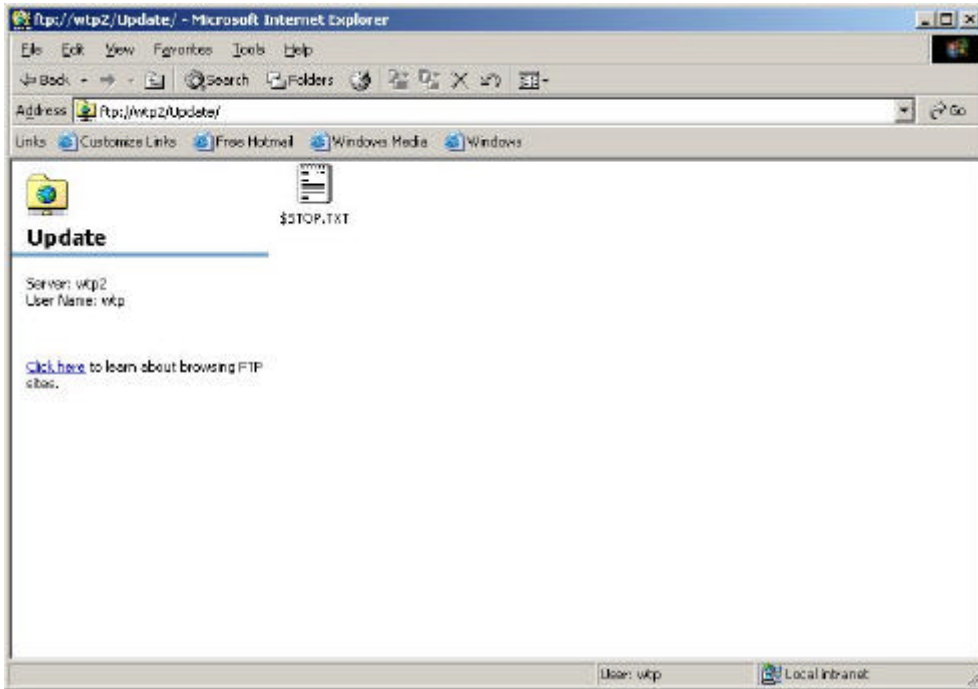 ftp://wtp2/Update/ - Microsoft Internet Explorer
File Edit View Favorites Tools Help
Back Search Folders
Address ftp://wtp2/Update/ Go
Links Customize Links Free Hotmail Windows Media Windows
$STOP.TXT
Update
Server: wtp2
User Name: wtp
Click here to learn about browsing FTP
sites.
User: wtp Local intranet